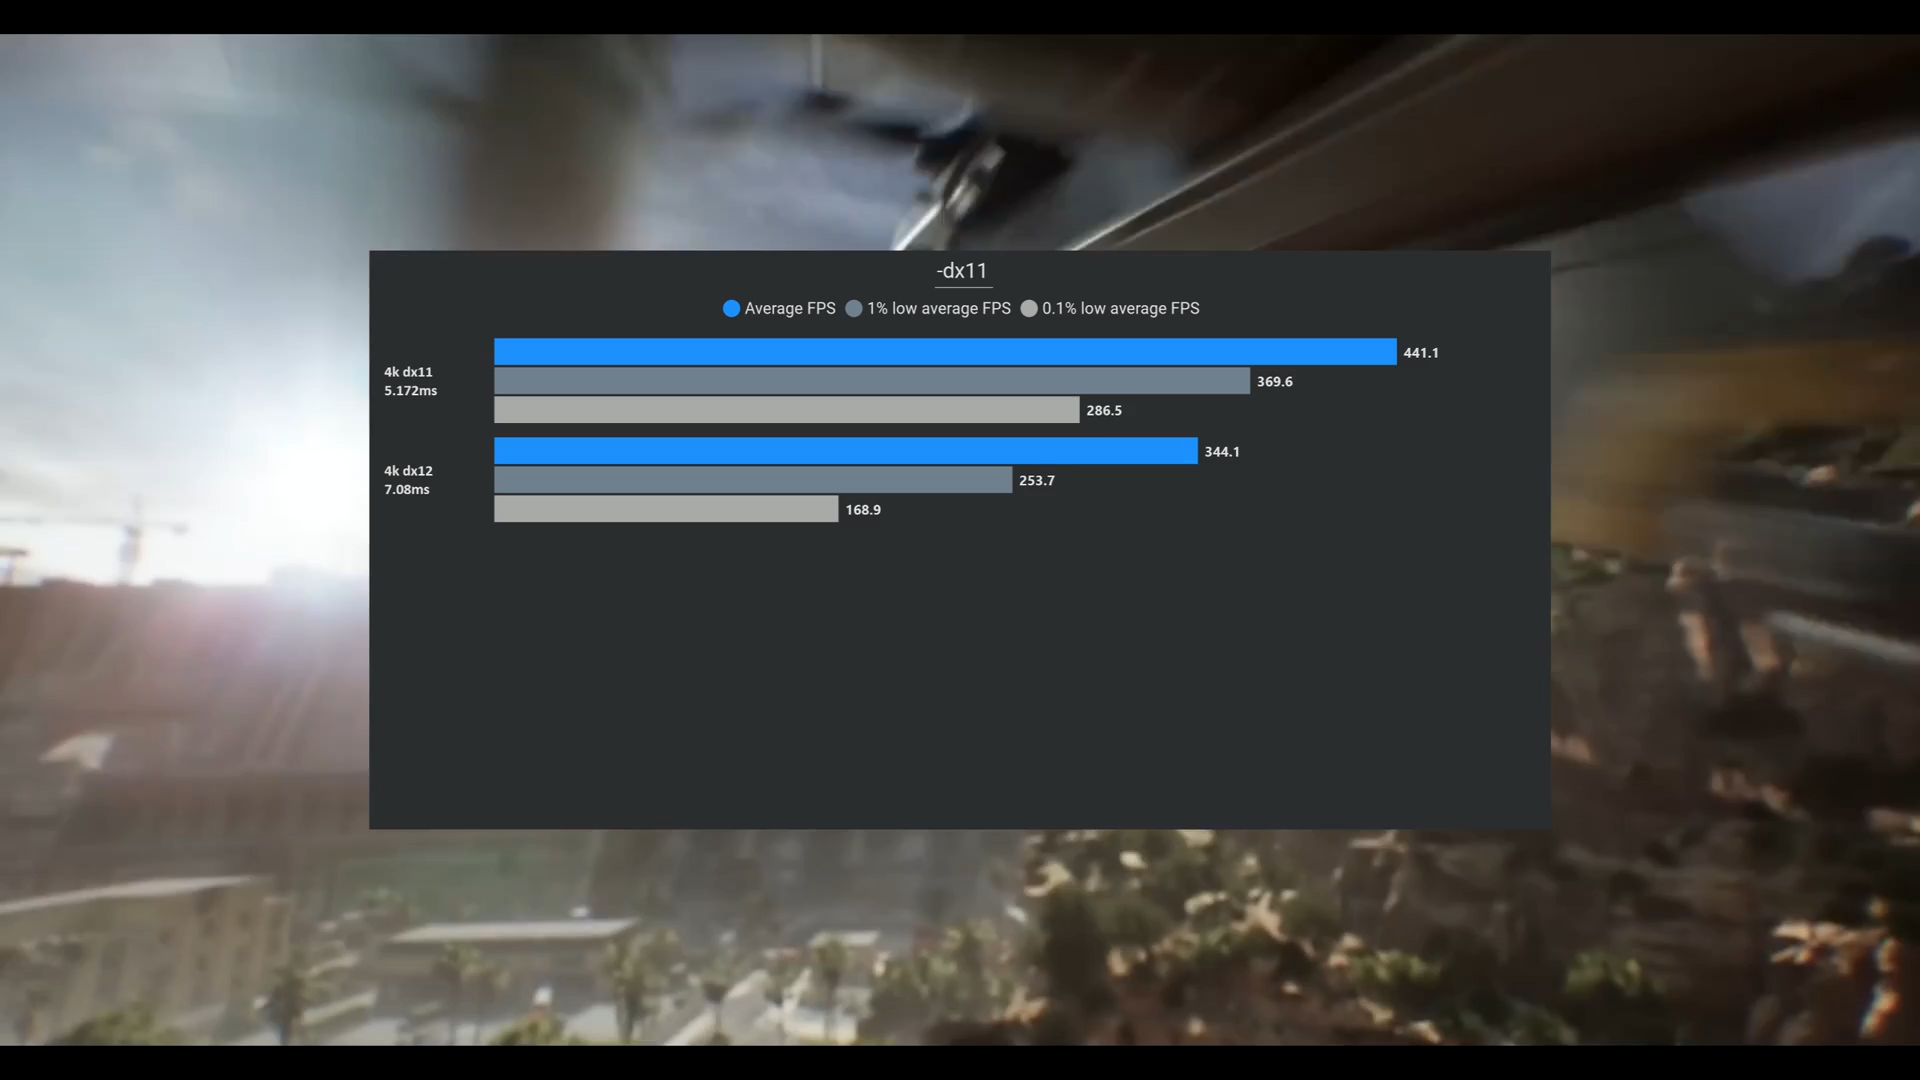 -dx11
Average FPS 1% low average FPS 0.1% low average FPS
4k dx11
5.172ms
441.1
369.6
286.5
4k dx12
7.08ms
344.1
253.7
168.9